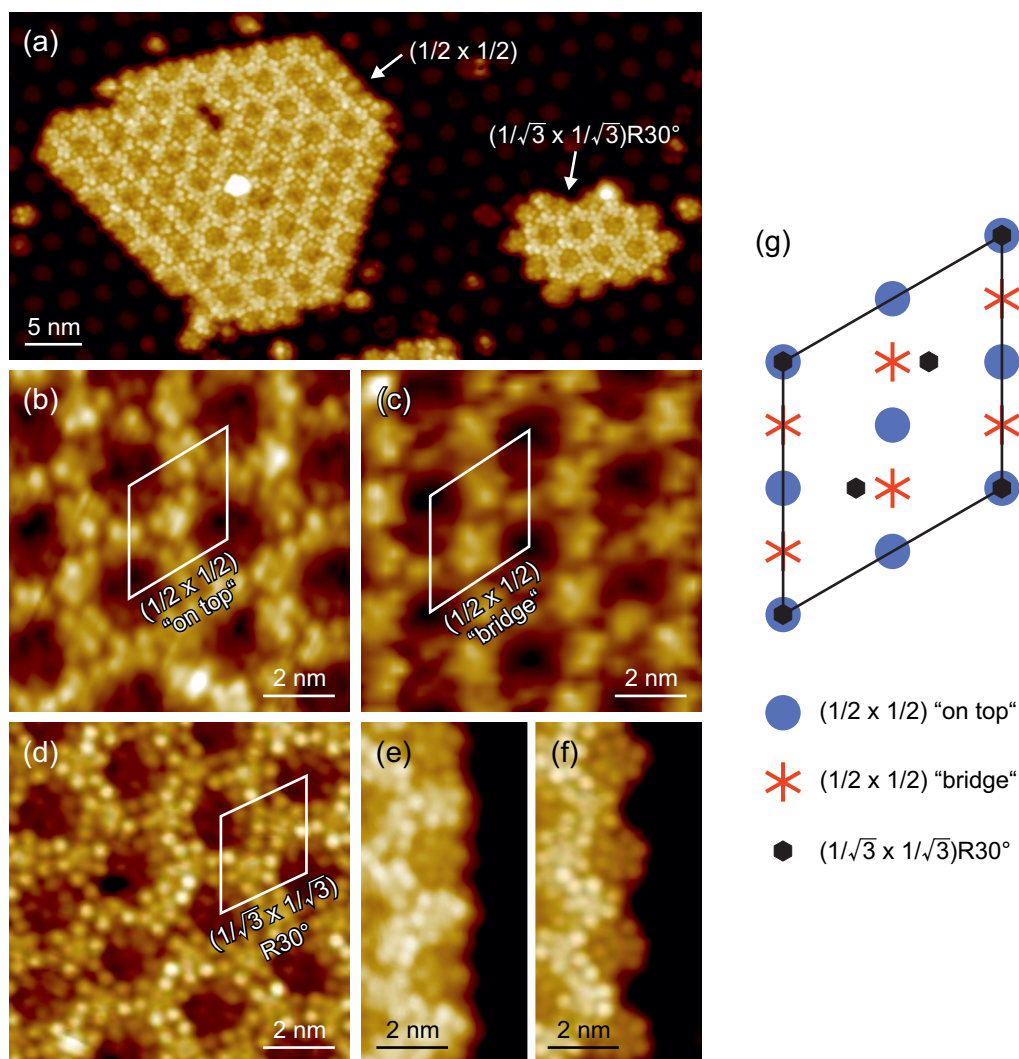 (a)
(1/2 x 1/2)
(1/√3 x 1/√3)R30°
5 nm
(b)
(1/2 x 1/2)
“on top“
2 nm
(c)
(1/2 x 1/2)
“bridge“
2 nm
(d)
(1/√3 x 1/√3)
R30°
2 nm
(e)
2 nm
(f)
2 nm
(g)
(1/2 x 1/2) “on top“
(1/2 x 1/2) “bridge“
(1/√3 x 1/√3)R30°